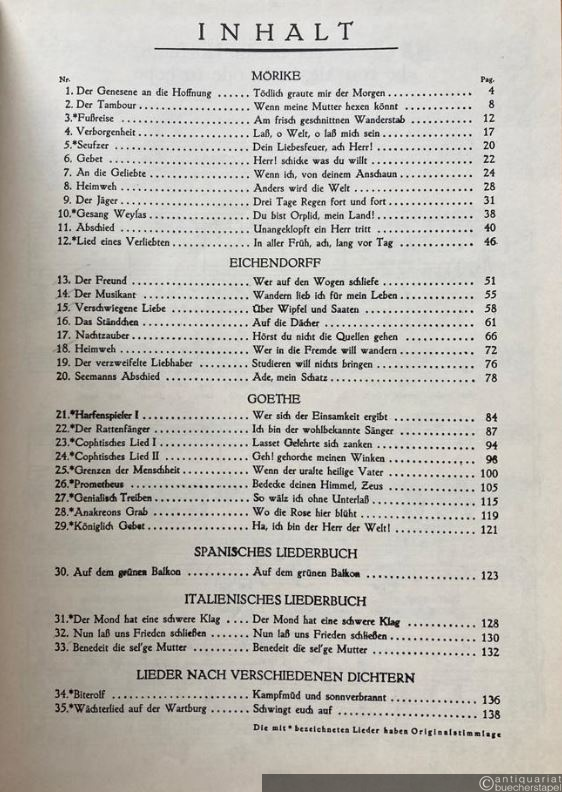 INHALT
Nr. MÖRIKE Pag.
1. Der Genesene an die Hoffnung ...... Tödlich graute mir der Morgen ............... 4
2. Der Tambour ................... Wenn meine Mutter hexen könnt ............. 8
3.*Fußreise ....................... Am frisch geschnittnen Wanderstab ............ 12
4. Verborgenheit ................... Laß, o Welt, o laß mich sein ................. 17
5.*Seufzer ........................ Dein Liebesfeuer, ach Herr! .................. 20
6. Gebet ......................... Herr! schicke was du willt .................... 22
7. An die Geliebte ................. Wenn ich, von deinem Anschaun .............. 24
8. Heimweh ...................... Anders wird die Welt ....................... 28
9. Der Jäger ...................... Drei Tage Regen fort und fort ................ 31
10.*Gesang Weylas ................. Du bist Orplid, mein Land! ................... 38
11. Abschied ...................... Unangeklopft ein Herr tritt ................... 40
12.*Lied eines Verliebten ............. In aller Früh, ach, lang vor Tag .............. 46
EICHENDORFF
13. Der Freund .................... Wer auf den Wogen schliefe .................. 51
14. Der Musikant .................. Wandern lieb ich für mein Leben .............. 55
15. Verschwiegene Liebe ............. Über Wipfel und Saaten ..................... 58
16. Das Ständchen .................. Auf die Dächer ............................ 61
17. Nachtzauber .................... Hörst du nicht die Quellen gehen .............. 66
18. Heimweh ...................... Wer in die Fremde will wandern .............. 72
19. Der verzweifelte Liebhaber ........ Studieren will nichts bringen .................. 76
20. Seemanns Abschied .............. Ade, mein Schatz .......................... 78
GOETHE
21.*Harfenspieler I ................. Wer sich der Einsamkeit ergibt ............... 84
22.*Der Rattenfänger ............... Ich bin der wohlbekannte Sänger .............. 87
23.*Cophtisches Lied I .............. Lasset Gelehrte sich zanken .................. 94
24.*Cophtisches Lied II ............. Geh! gehorche meinen Winken ................ 98
25.*Grenzen der Menschheit .......... Wenn der uralte heilige Vater ................ 100
26.*Prometheus .................... Bedecke deinen Himmel, Zeus ................ 105
27.*Genialisch Treiben .............. So wälz ich ohne Unterlaß ................... 115
28.*Anakreons Grab ................ Wo die Rose hier blüht ..................... 119
29.*Königlich Gebet ................ Ha, ich bin der Herr der Welt! ............... 121
SPANISCHES LIEDERBUCH
30. Auf dem grünen Balkon .......... Auf dem grünen Balkon .................... 123
ITALIENISCHES LIEDERBUCH
31.*Der Mond hat eine schwere Klag .... Der Mond hat eine schwere Klag ............. 128
32. Nun laß uns Frieden schließen ....... Nun laß uns Frieden schließen ................ 130
33. Benedeit die sel'ge Mutter ......... Benedeit die sel'ge Mutter ................... 132
LIEDER NACH VERSCHIEDENEN DICHTERN
34.*Biterolf ....................... Kampfmüd und sonnverbrannt ................ 136
35.*Wächterlied auf der Wartburg ....... Schwingt euch auf ......................... 138
Die mit * bezeichneten Lieder haben Originalstimmlage
© antiquariat
buecherstapel